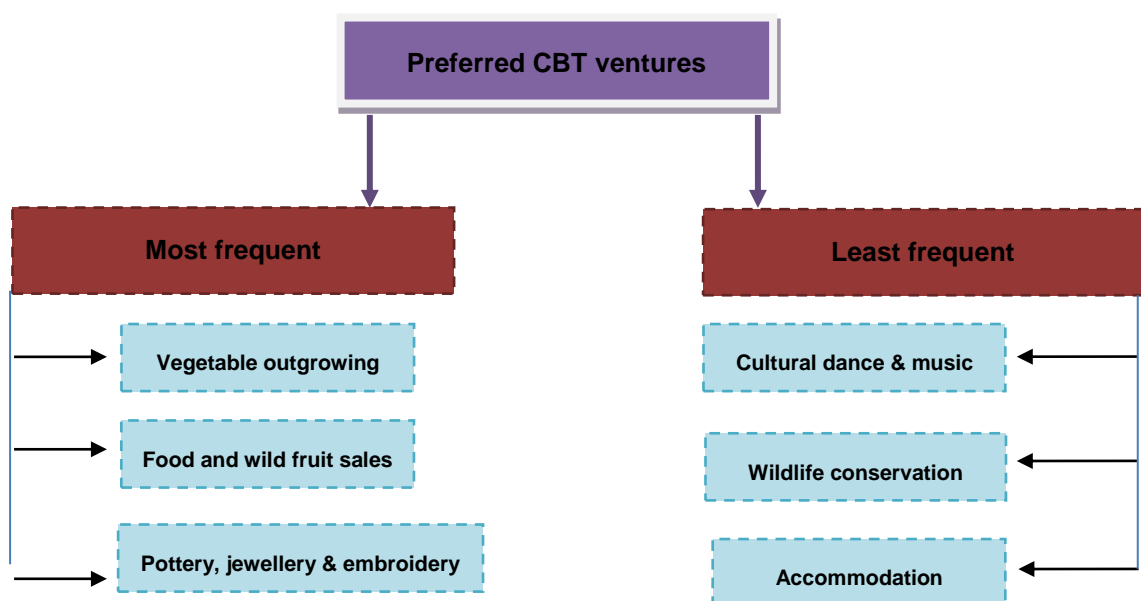 Preferred CBT ventures
Most frequent
Least frequent
Vegetable outgrowing
Food and wild fruit sales
Pottery, jewellery & embroidery
Cultural dance & music
Wildlife conservation
Accommodation